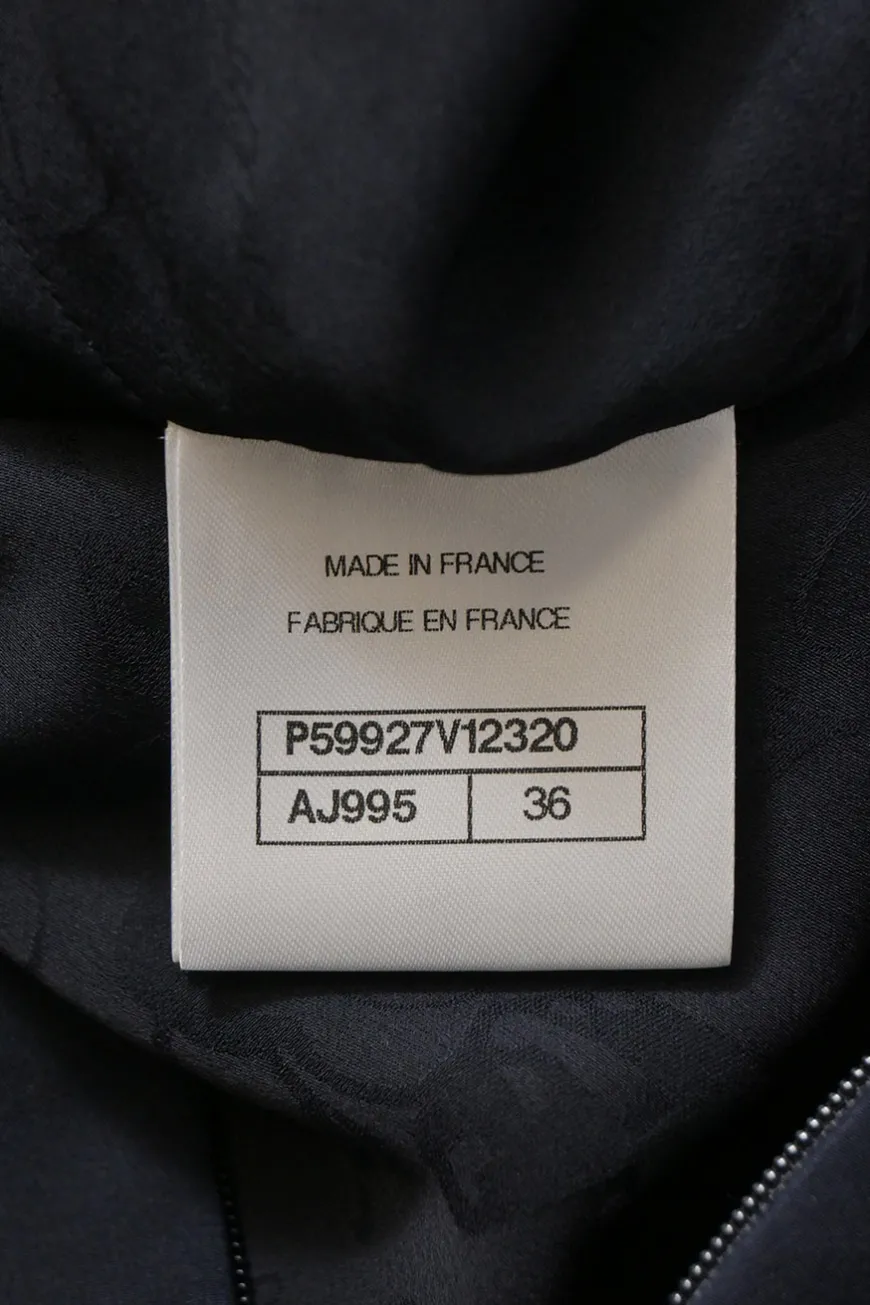 MADE IN FRANCE
FABRIQUE EN FRANCE
P59927V12320
AJ995 36